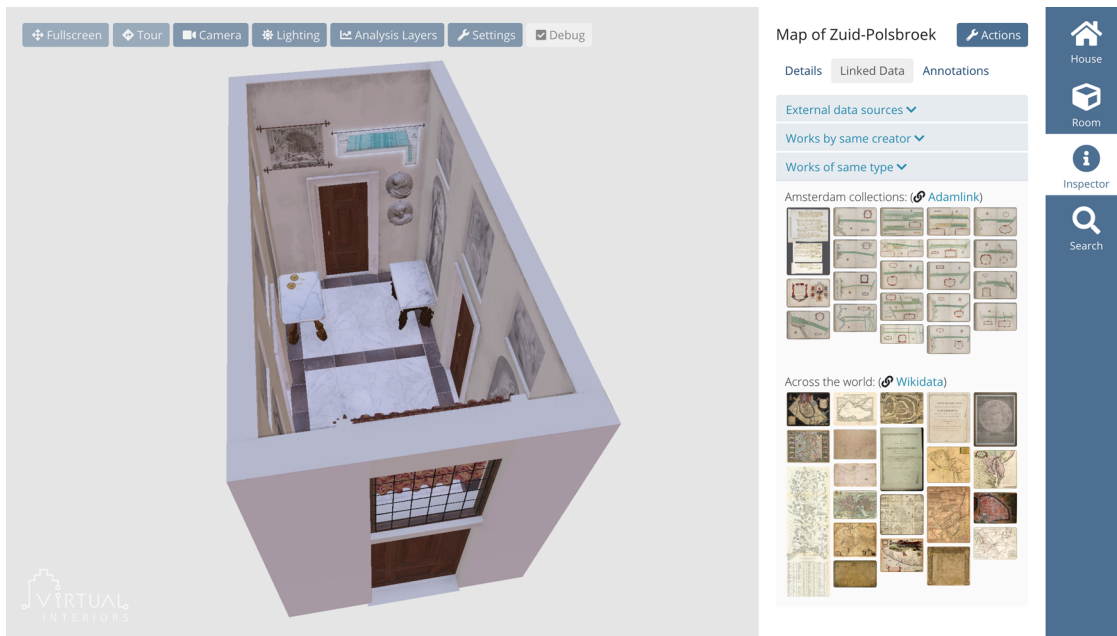 Fullscreen
Tour
Camera
Lighting
Analysis Layers
Settings
Debug
Map of Zuid-Polsbroek
Actions
Details
Linked Data
Annotations
External data sources
Works by same creator
Works of same type
Amsterdam collections: ( Adamlink)
Across the world: ( Wikidata)
House
Room
Inspector
Search
VIRTUAL
INTERIORS